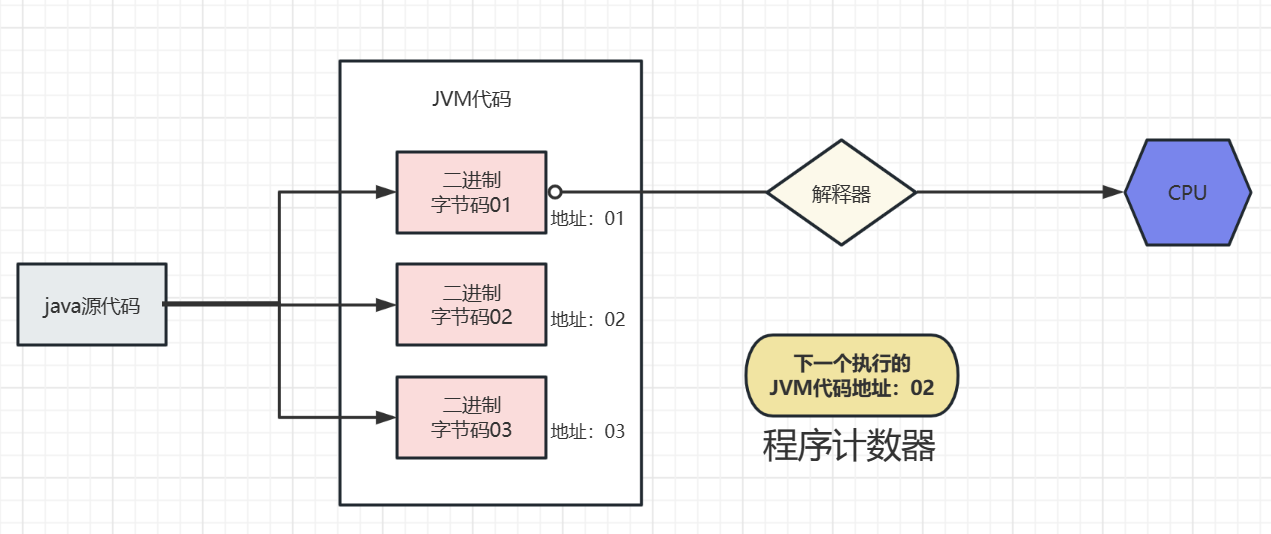 JVM代码
二进制
字节码01
地址：01
解释器
CPU
java源代码
二进制
字节码02
地址：02
二进制
字节码03
地址：03
下一个执行的
JVM代码地址：02
程序计数器